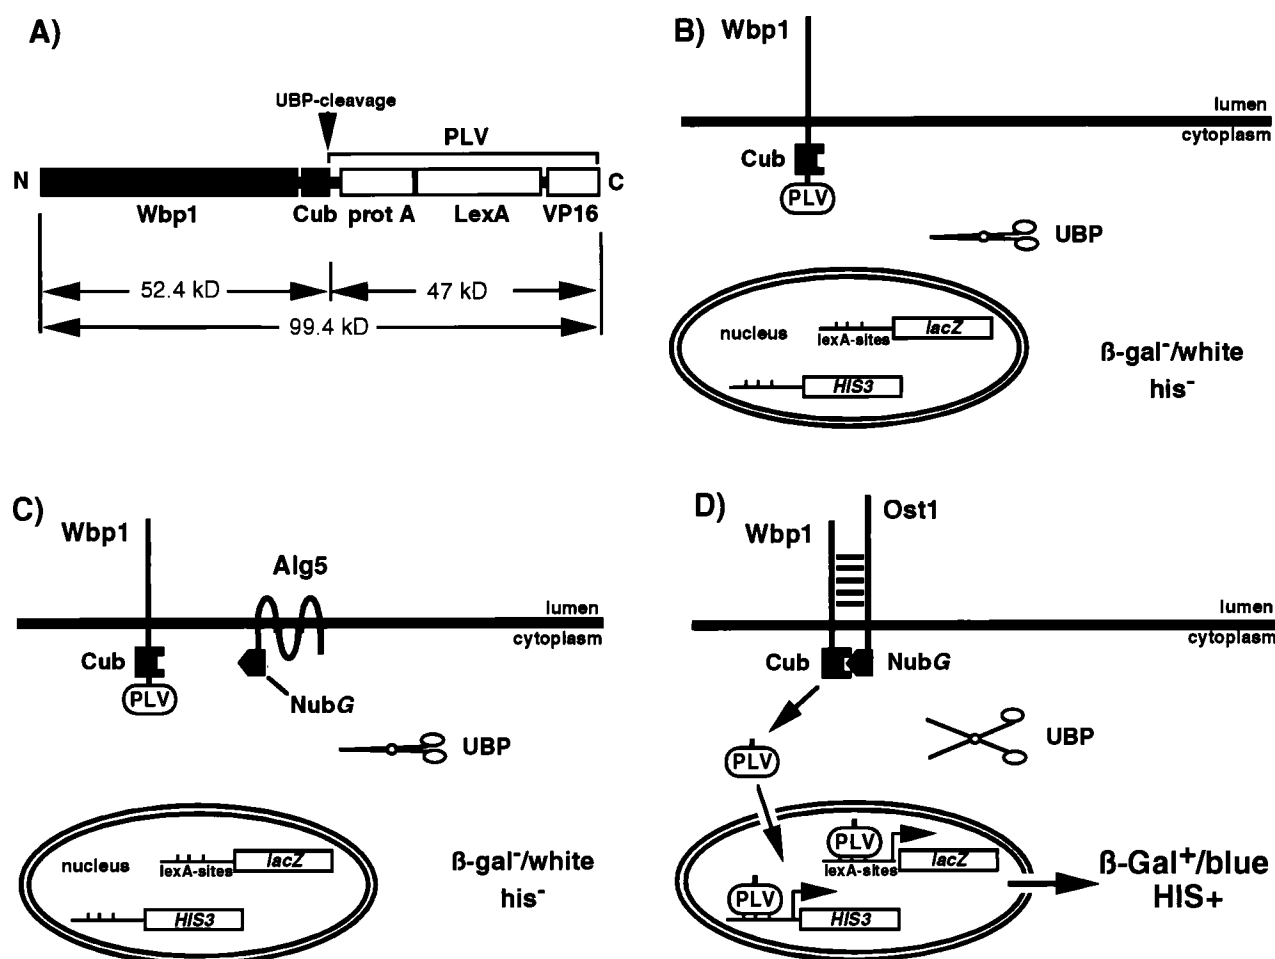 A)
UBP-cleavage
PLV
N
C
Wbp1
Cub
prot A
LexA
VP16
52.4 kD
47 kD
99.4 kD
B)
Wbp1
lumen
cytoplasm
Cub
PLV
UBP
nucleus
lexA-sites
lacZ
HIS3
ß-gal⁻/white
his⁻
C)
Wbp1
Alg5
lumen
cytoplasm
Cub
PLV
NubG
UBP
nucleus
lexA-sites
lacZ
HIS3
ß-gal⁻/white
his⁻
D)
Ost1
Wbp1
lumen
cytoplasm
Cub
NubG
PLV
UBP
PLV
lexA-sites
lacZ
PLV
HIS3
ß-Gal⁺/blue
HIS+